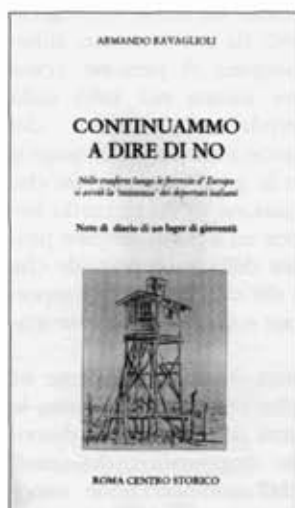 ARMANDO RAVAGLIOLI
CONTINUAMMO
A DIRE DI NO
Nelle trasferte lungo le ferrovie d'Europa
si avviò la "resistenza" dei deportati italiani
Note di diario di un lager di gioventù
ROMA CENTRO STORICO